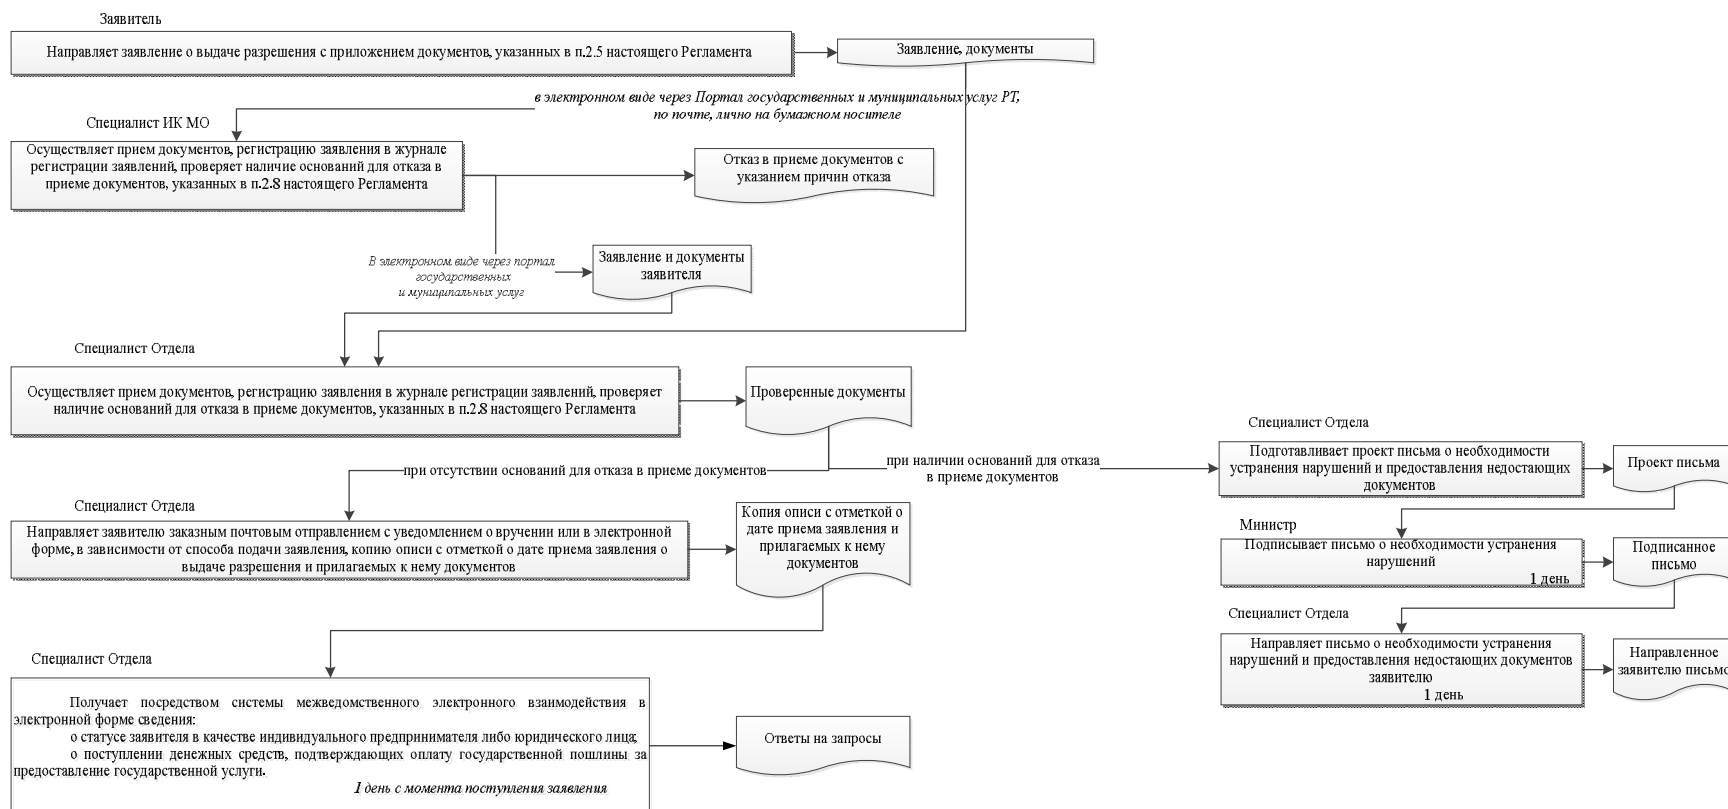 Заявитель
Направляет заявление о выдаче разрешения с приложением документов, указанных в п.2.5 настоящего Регламента
Заявление, документы
в электронном виде через Портал государственных и муниципальных услуг РТ,
по почте, лично на бумажном носителе
Специалист ИК МО
Осуществляет прием документов, регистрацию заявления в журнале
регистрации заявлений, проверяет наличие оснований для отказа в
приеме документов, указанных в п.2.8 настоящего Регламента
Отказ в приеме документов с
указанием причин отказа
В электронном виде через портал
государственных
и муниципальных услуг
Заявление и документы
заявителя
Специалист Отдела
Осуществляет прием документов, регистрацию заявления в журнале регистрации заявлений, проверяет
наличие оснований для отказа в приеме документов, указанных в п.2.8 настоящего Регламента
Проверенные документы
при отсутствии оснований для отказа в приеме документов
при наличии оснований для отказа
в приеме документов
Специалист Отдела
Подготавливает проект письма о необходимости
устранения нарушений и предоставления недостающих
документов
Проект письма
Специалист Отдела
Направляет заявителю заказным почтовым отправлением с уведомлением о вручении или в электронной
форме, в зависимости от способа подачи заявления, копию описи с отметкой о дате приема заявления о
выдаче разрешения и прилагаемых к нему документов
Копия описи с отметкой о
дате приема заявления и
прилагаемых к нему
документов
Министр
Подписывает письмо о необходимости устранения
нарушений
1 день
Подписанное
письмо
Специалист Отдела
Направляет письмо о необходимости устранения
нарушений и предоставления недостающих документов
заявителю
1 день
Направленное
заявителю письмо
Специалист Отдела
Получает посредством системы межведомственного электронного взаимодействия в
электронной форме сведения:
о статусе заявителя в качестве индивидуального предпринимателя либо юридического лица;
о поступлении денежных средств, подтверждающих оплату государственной пошлины за
предоставление государственной услуги.
1 день с момента поступления заявления
Ответы на запросы